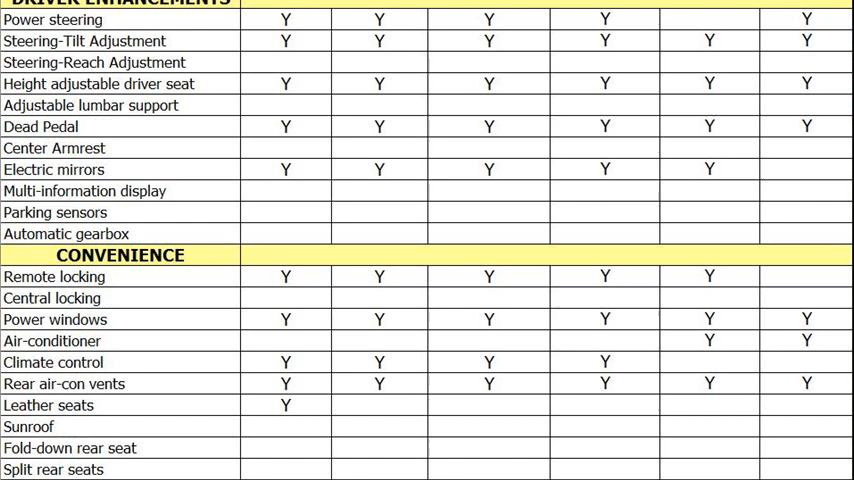 DRIVER ENHANCEMENTS
Power steering Y Y Y Y Y
Steering-Tilt Adjustment Y Y Y Y Y Y
Steering-Reach Adjustment
Height adjustable driver seat Y Y Y Y Y Y
Adjustable lumbar support
Dead Pedal Y Y Y Y Y Y
Center Armrest
Electric mirrors Y Y Y Y Y
Multi-information display
Parking sensors
Automatic gearbox
CONVENIENCE
Remote locking Y Y Y Y Y
Central locking
Power windows Y Y Y Y Y Y
Air-conditioner Y Y
Climate control Y Y Y Y
Rear air-con vents Y Y Y Y Y Y
Leather seats Y
Sunroof
Fold-down rear seat
Split rear seats